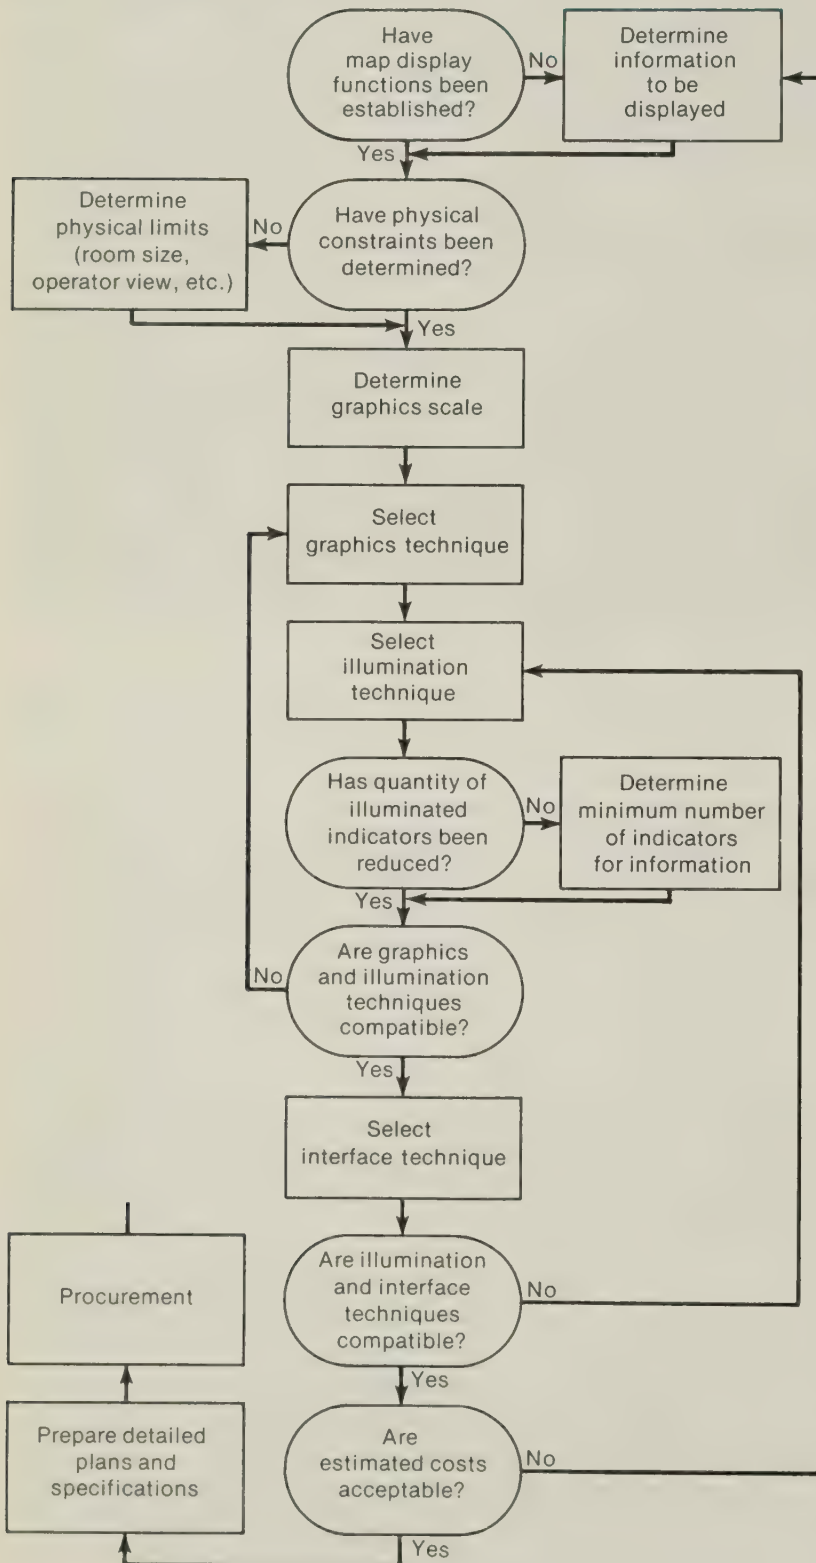 Have
map display
functions been
established?
No
Determine
information
to be
displayed
Yes
Determine
physical limits
(room size,
operator view, etc.)
No
Have physical
constraints been
determined?
Yes
Determine
graphics scale
Select
graphics technique
Select
illumination
technique
Has quantity of
illuminated
indicators been
reduced?
No
Determine
minimum number
of indicators
for information
Yes
No
Are graphics
and illumination
techniques
compatible?
Yes
Select
interface technique
Procurement
Are illumination
and interface
techniques
compatible?
No
Yes
Prepare detailed
plans and
specifications
Are
estimated costs
acceptable?
No
Yes